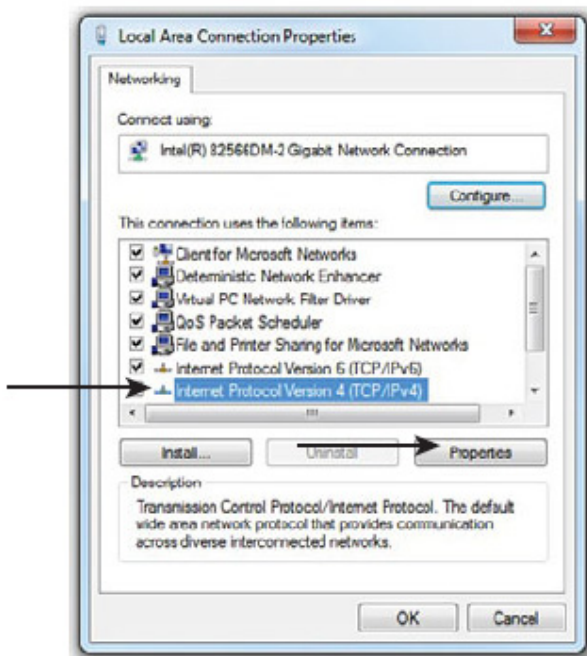 Local Area Connection Properties
Networking
Connect using:
Intel(R) 82566DM-2 Gigabit Network Connection
Configure...
This connection uses the following items:
Client for Microsoft Networks
Deterministic Network Enhancer
Virtual PC Network Filter Driver
QoS Packet Scheduler
File and Printer Sharing for Microsoft Networks
Internet Protocol Version 6 (TCP/IPv6)
Internet Protocol Version 4 (TCP/IPv4)
Install...
Uninstall
Properties
Description
Transmission Control Protocol/Internet Protocol. The default
wide area network protocol that provides communication
across diverse interconnected networks.
OK
Cancel